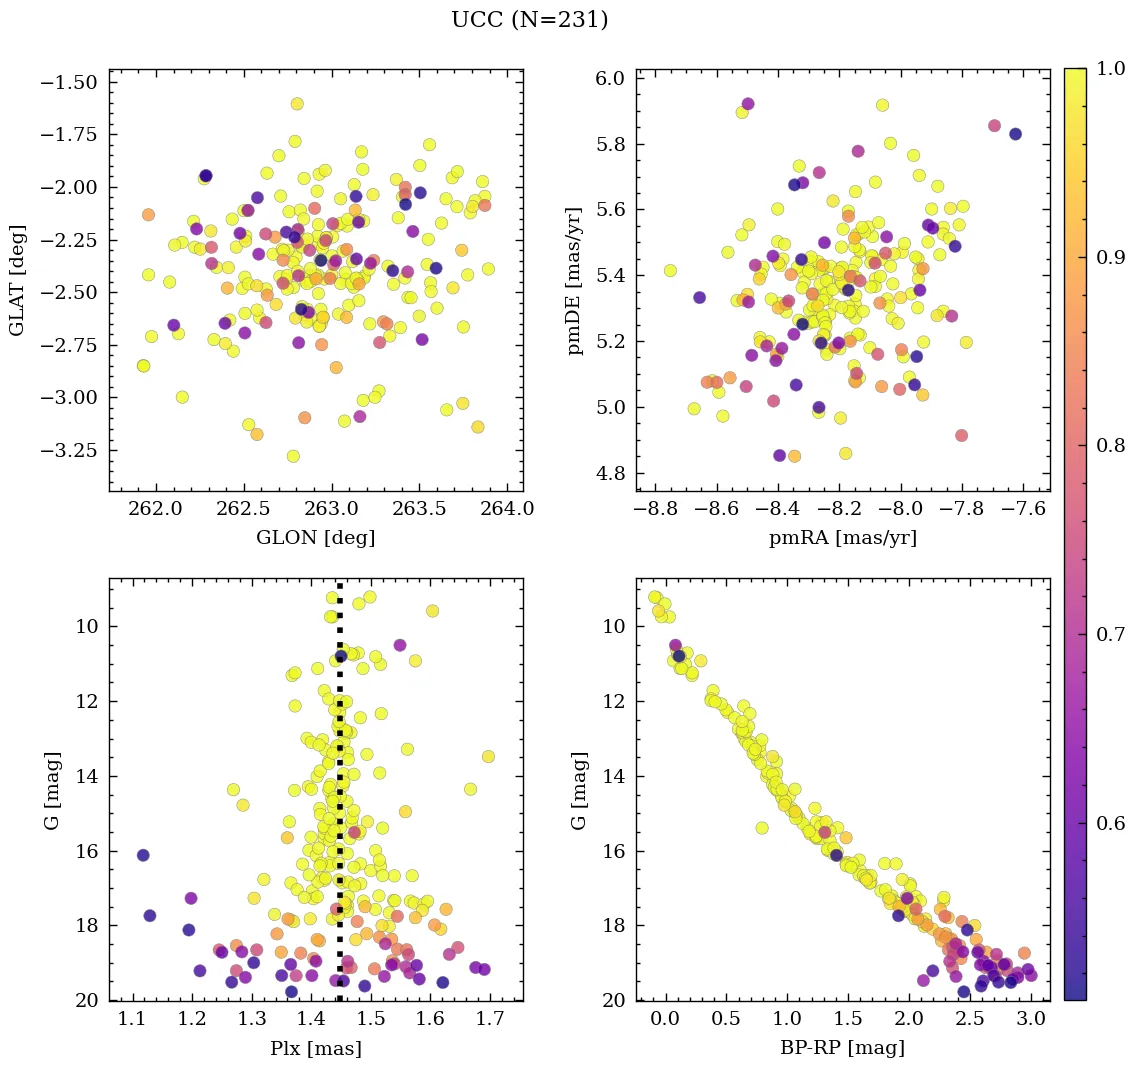 UCC (N=231)
−1.50
−1.75
−2.00
−2.25
−2.50
−2.75
−3.00
−3.25
GLAT [deg]
262.0 262.5 263.0 263.5 264.0
GLON [deg]
6.0
5.8
5.6
5.4
5.2
5.0
4.8
pmDE [mas/yr]
−8.8 −8.6 −8.4 −8.2 −8.0 −7.8 −7.6
pmRA [mas/yr]
1.0
0.9
0.8
0.7
0.6
10
12
14
16
18
20
G [mag]
1.1 1.2 1.3 1.4 1.5 1.6 1.7
Plx [mas]
10
12
14
16
18
20
G [mag]
0.0 0.5 1.0 1.5 2.0 2.5 3.0
BP-RP [mag]